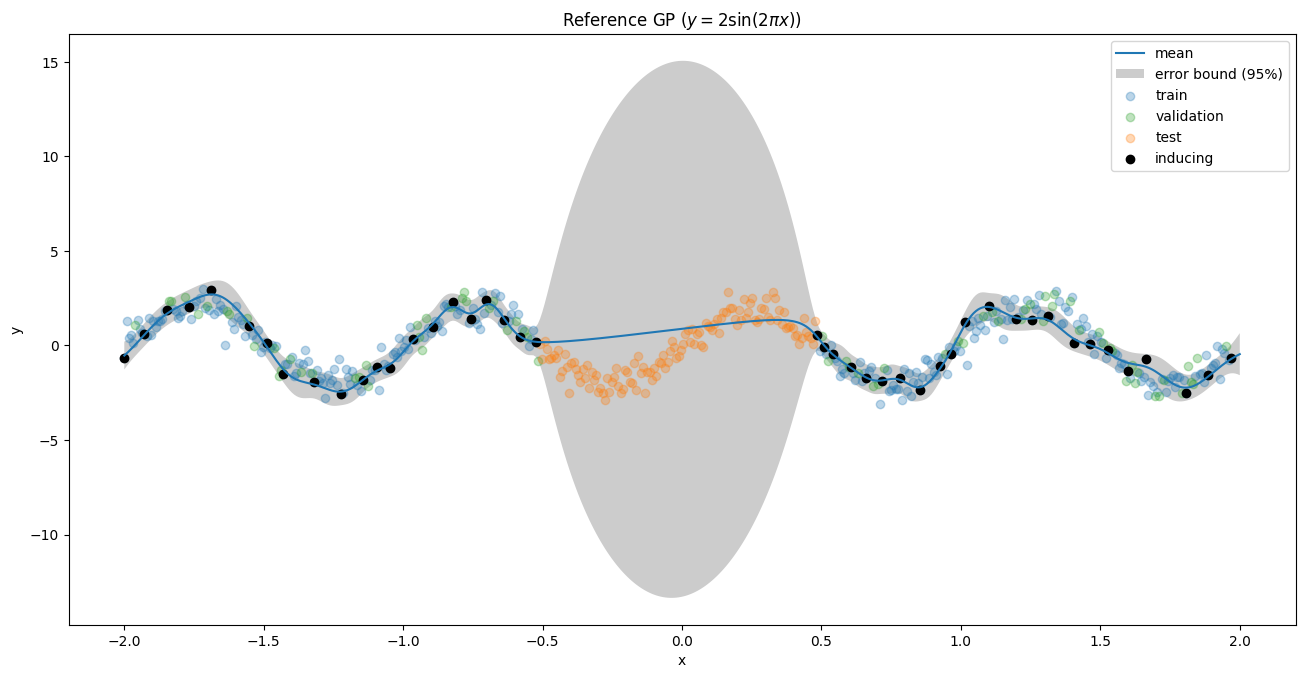 Reference GP (y = 2sin(2πx))
mean
error bound (95%)
train
validation
test
inducing
15
10
5
0
−5
−10
y
−2.0 −1.5 −1.0 −0.5 0.0 0.5 1.0 1.5 2.0
x